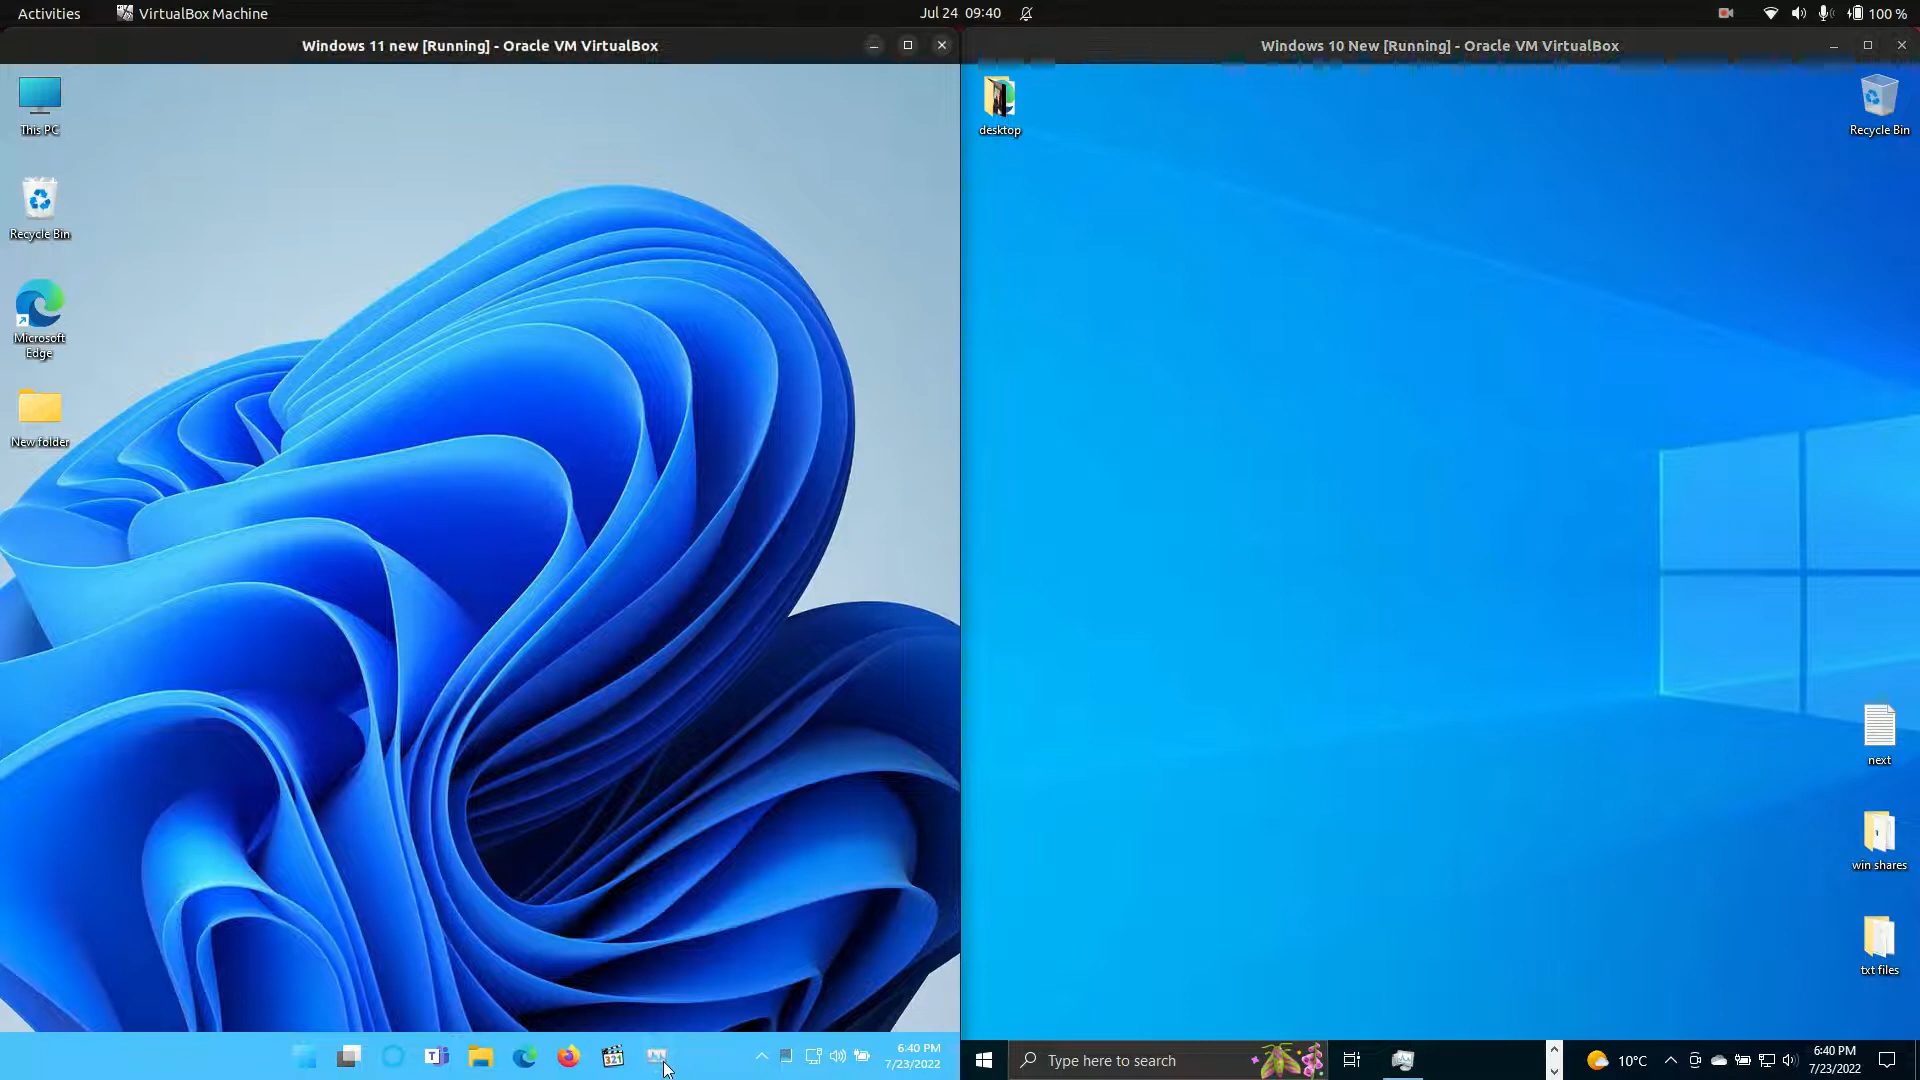 Activities
VirtualBox Machine
Jul 24 09:40
100 %
Windows 11 new [Running] - Oracle VM VirtualBox
Windows 10 New [Running] - Oracle VM VirtualBox
This PC
Recycle Bin
Microsoft
Edge
New folder
desktop
Recycle Bin
next
win shares
txt files
321
6:40 PM
7/23/2022
Type here to search
10°C
6:40 PM
7/23/2022